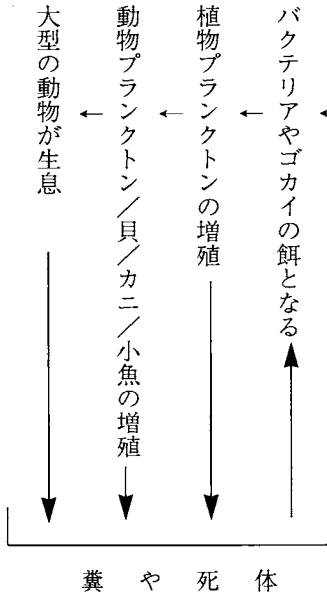 バクテリアやゴカイの餌となる
植物プランクトンの増殖
動物プランクトン/貝/カニ/小魚の増殖
大型の動物が生息
糞や死体